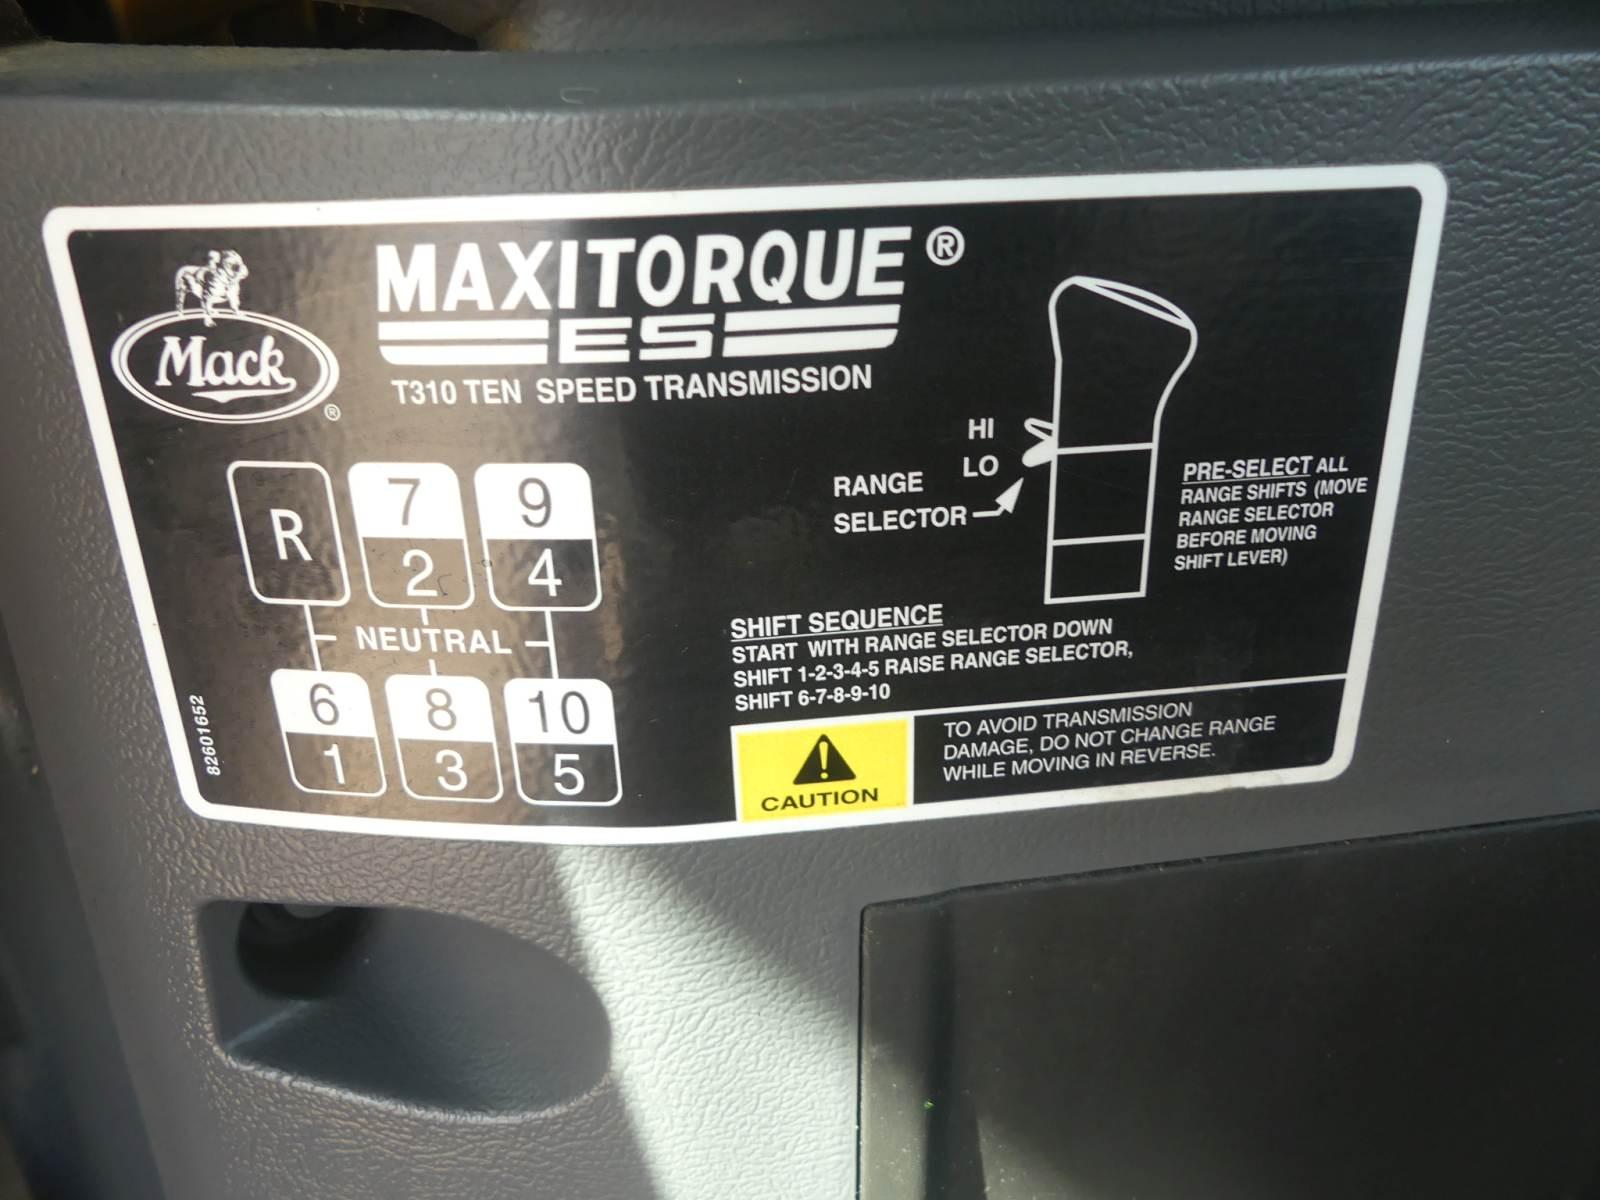 MAXITORQUE ®
ES
T310 TEN SPEED TRANSMISSION
Mack
®
R 7 9
2 4
NEUTRAL
6 8 10
1 3 5
82601652
HI
LO
RANGE
SELECTOR
PRE-SELECT ALL
RANGE SHIFTS (MOVE
RANGE SELECTOR
BEFORE MOVING
SHIFT LEVER)
SHIFT SEQUENCE
START WITH RANGE SELECTOR DOWN
SHIFT 1-2-3-4-5 RAISE RANGE SELECTOR,
SHIFT 6-7-8-9-10
CAUTION
TO AVOID TRANSMISSION
DAMAGE, DO NOT CHANGE RANGE
WHILE MOVING IN REVERSE.